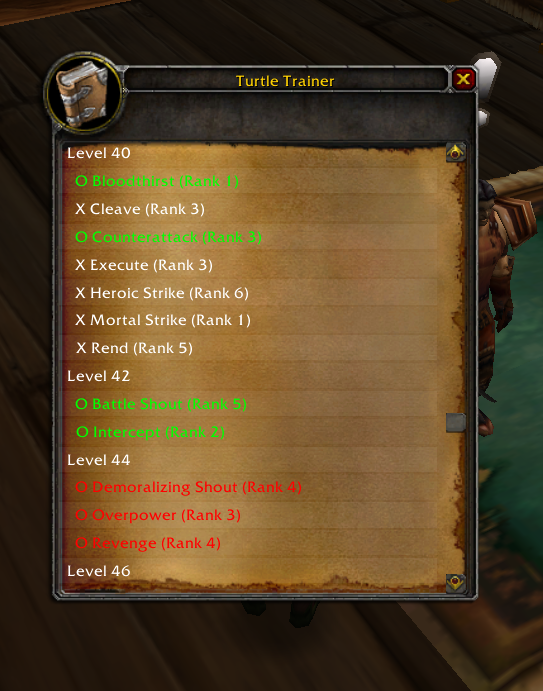 Turtle Trainer
Level 40
O Bloodthirst (Rank 1)
X Cleave (Rank 3)
O Counterattack (Rank 3)
X Execute (Rank 3)
X Heroic Strike (Rank 6)
X Mortal Strike (Rank 1)
X Rend (Rank 5)
Level 42
O Battle Shout (Rank 5)
O Intercept (Rank 2)
Level 44
O Demoralizing Shout (Rank 4)
O Overpower (Rank 3)
O Revenge (Rank 4)
Level 46